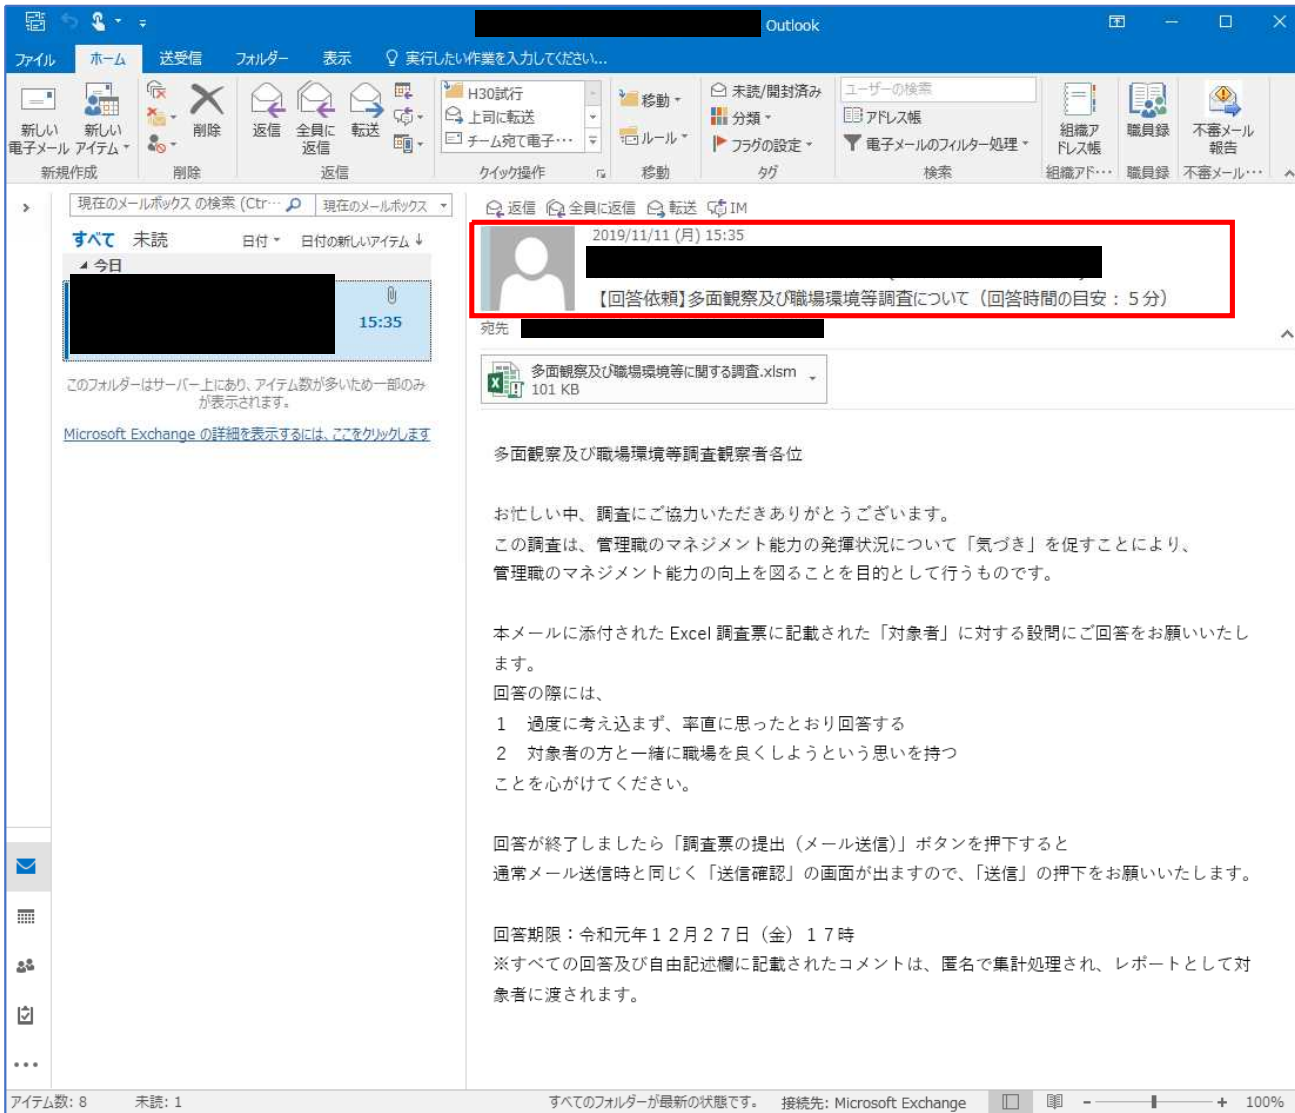 Outlook
ファイル ホーム 送受信 フォルダー 表示 実行したい作業を入力してください...
新しい
電子メール
新しい
アイテム
新規作成
削除
削除
返信
全員に
返信
転送
返信
H30試行
上司に転送
チーム宛て電子…
クイック操作
移動
ルール
移動
未読/開封済み
分類
フラグの設定
タグ
ユーザーの検索
アドレス帳
電子メールのフィルター処理
検索
組織ア
ドレス帳
組織アド…
職員録
職員録
不審メール
報告
不審メール…
現在のメールボックス の検索 (Ctr… 現在のメールボックス
すべて 未読 日付 日付の新しいアイテム ↓
今日
15:35
このフォルダーはサーバー上にあり、アイテム数が多いため一部のみ
が表示されます。
Microsoft Exchange の詳細を表示するには、ここをクリックします
返信 全員に返信 転送 IM
2019/11/11 (月) 15:35
【回答依頼】多面観察及び職場環境等調査について（回答時間の目安：５分）
宛先
多面観察及び職場環境等に関する調査.xlsm
101 KB
多面観察及び職場環境等調査観察者各位
お忙しい中、調査にご協力いただきありがとうございます。
この調査は、管理職のマネジメント能力の発揮状況について「気づき」を促すことにより、
管理職のマネジメント能力の向上を図ることを目的として行うものです。
本メールに添付された Excel 調査票に記載された「対象者」に対する設問にご回答をお願いいたし
ます。
回答の際には、
１　過度に考え込まず、率直に思ったとおり回答する
２　対象者の方と一緒に職場を良くしようという思いを持つ
ことを心がけてください。
回答が終了しましたら「調査票の提出（メール送信）」ボタンを押下すると
通常メール送信時と同じく「送信確認」の画面が出ますので、「送信」の押下をお願いいたします。
回答期限：令和元年１２月２７日（金）１７時
※すべての回答及び自由記述欄に記載されたコメントは、匿名で集計処理され、レポートとして対
象者に渡されます。
アイテム数: 8 未読: 1 すべてのフォルダーが最新の状態です。 接続先: Microsoft Exchange 100%